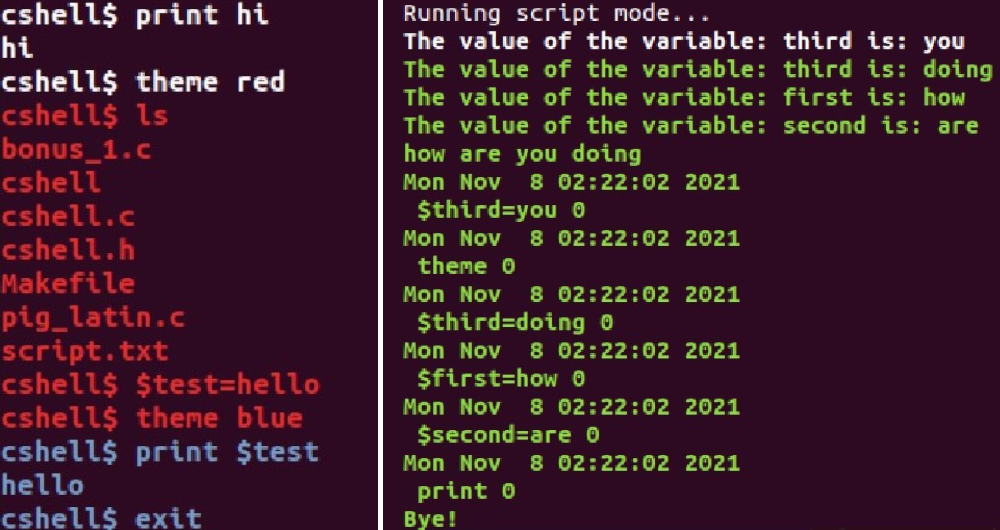 cshell$ print hi
hi
cshell$ theme red
cshell$ ls
bonus_1.c
cshell
cshell.c
cshell.h
Makefile
pig_latin.c
script.txt
cshell$ $test=hello
cshell$ theme blue
cshell$ print $test
hello
cshell$ exit
Running script mode...
The value of the variable: third is: you
The value of the variable: third is: doing
The value of the variable: first is: how
The value of the variable: second is: are
how are you doing
Mon Nov  8 02:22:02 2021
 $third=you 0
Mon Nov  8 02:22:02 2021
 theme 0
Mon Nov  8 02:22:02 2021
 $third=doing 0
Mon Nov  8 02:22:02 2021
 $first=how 0
Mon Nov  8 02:22:02 2021
 $second=are 0
Mon Nov  8 02:22:02 2021
 print 0
Bye!